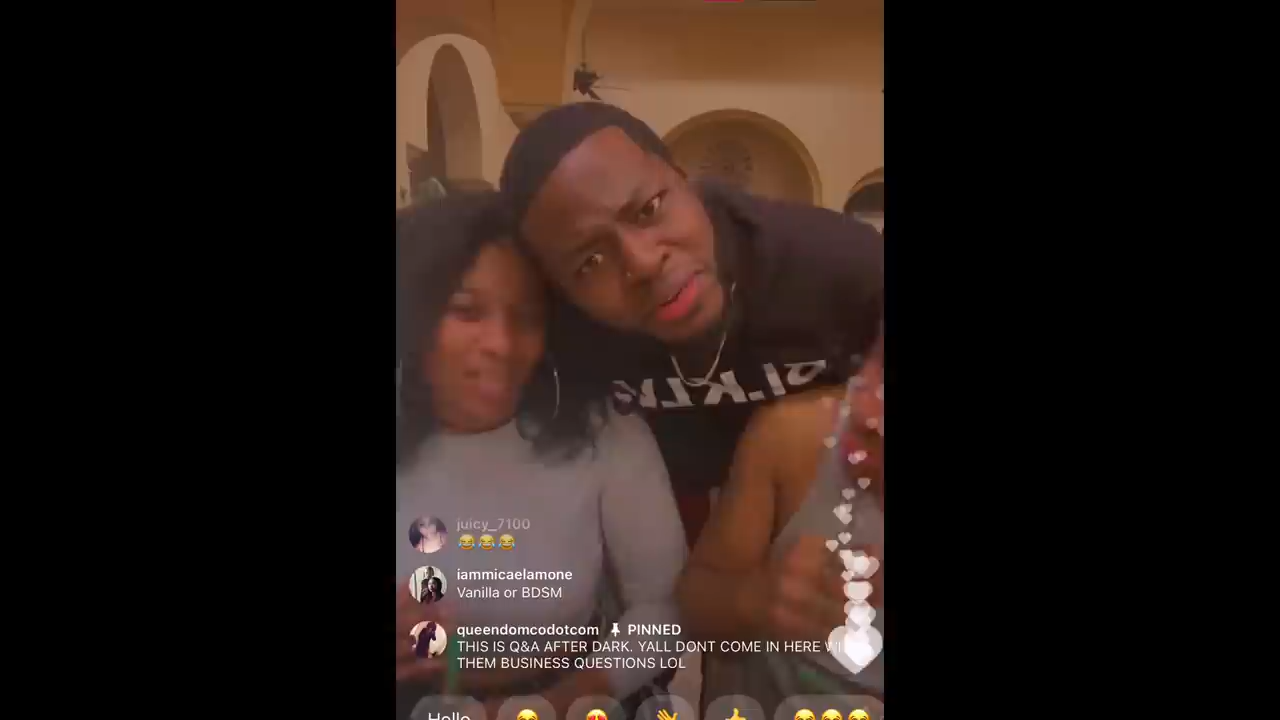 juicy_7100
😂😂😂
iammicaelamone
Vanilla or BDSM
queendomcodotcom 📌 PINNED
THIS IS Q&A AFTER DARK. YALL DONT COME IN HERE
THEM BUSINESS QUESTIONS LOL
Hello